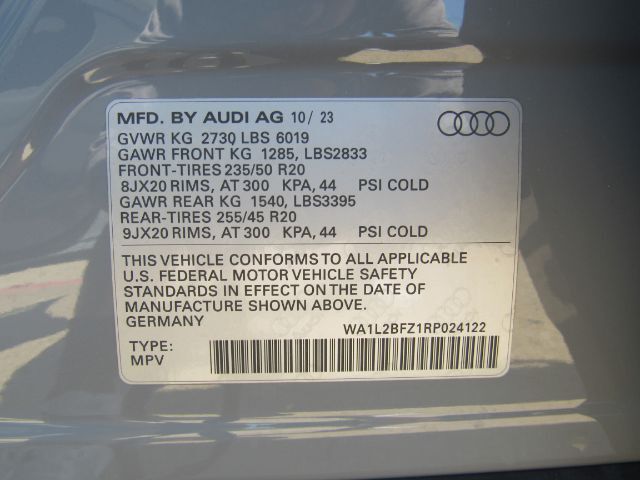 MFD. BY AUDI AG 10/ 23
GVWR KG 2730 LBS 6019
GAWR FRONT KG 1285, LBS2833
FRONT-TIRES 235/50 R20
8JX20 RIMS, AT 300 KPA, 44 PSI COLD
GAWR REAR KG 1540, LBS3395
REAR-TIRES 255/45 R20
9JX20 RIMS, AT 300 KPA, 44 PSI COLD
THIS VEHICLE CONFORMS TO ALL APPLICABLE
U.S. FEDERAL MOTOR VEHICLE SAFETY
STANDARDS IN EFFECT ON THE DATE OF
MANUFACTURE SHOWN ABOVE.
GERMANY WA1L2BFZ1RP024122
TYPE:
MPV